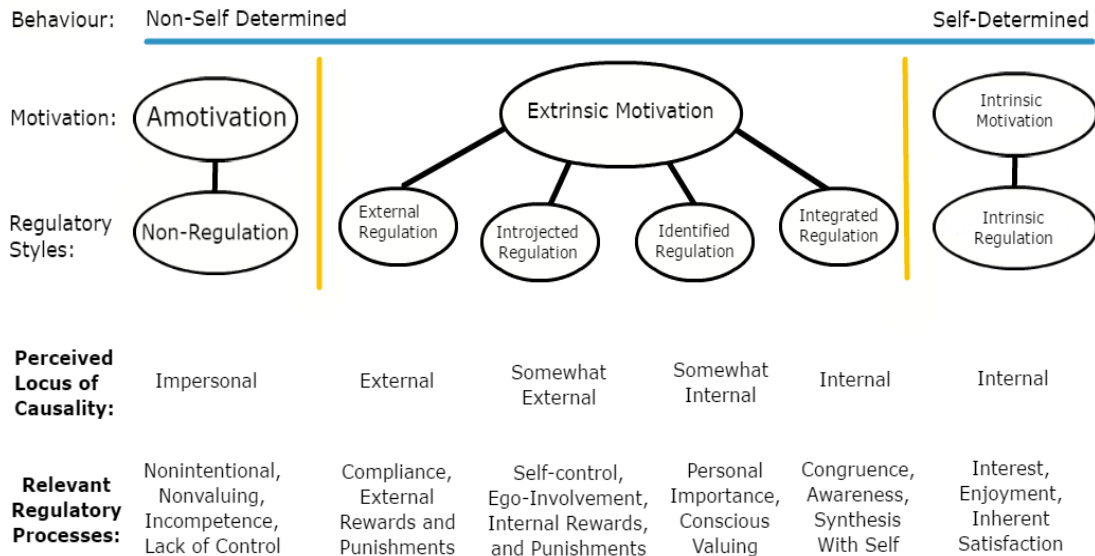 Behaviour: Non-Self Determined Self-Determined
Motivation: Amotivation Extrinsic Motivation Intrinsic
Motivation
Regulatory
Styles:
Non-Regulation
External
Regulation
Introjected
Regulation
Identified
Regulation
Integrated
Regulation
Intrinsic
Regulation
Perceived
Locus of
Causality:
Impersonal
External
Somewhat
External
Somewhat
Internal
Internal
Internal
Relevant
Regulatory
Processes:
Nonintentional,
Nonvaluing,
Incompetence,
Lack of Control
Compliance,
External
Rewards and
Punishments
Self-control,
Ego-Involvement,
Internal Rewards,
and Punishments
Personal
Importance,
Conscious
Valuing
Congruence,
Awareness,
Synthesis
With Self
Interest,
Enjoyment,
Inherent
Satisfaction